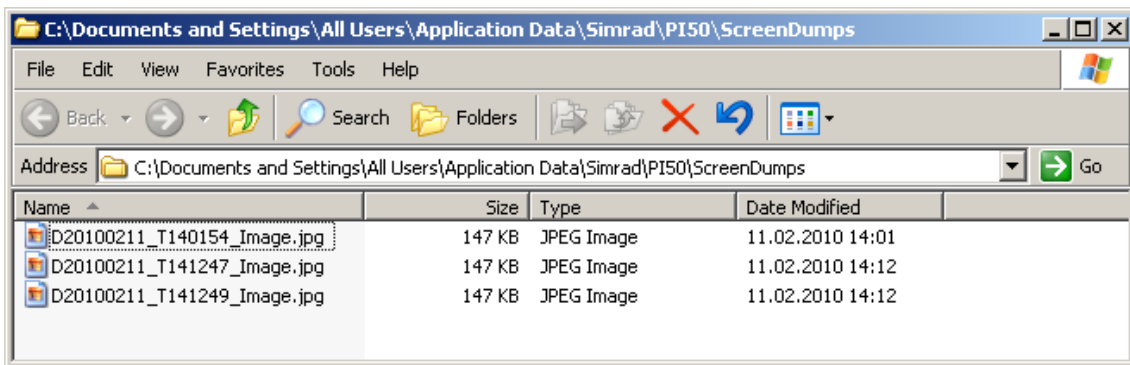 C:\Documents and Settings\All Users\Application Data\Simrad\PI50\ScreenDumps
File Edit View Favorites Tools Help
Back Search Folders
Address C:\Documents and Settings\All Users\Application Data\Simrad\PI50\ScreenDumps Go
Name Size Type Date Modified
D20100211_T140154_Image.jpg 147 KB JPEG Image 11.02.2010 14:01
D20100211_T141247_Image.jpg 147 KB JPEG Image 11.02.2010 14:12
D20100211_T141249_Image.jpg 147 KB JPEG Image 11.02.2010 14:12